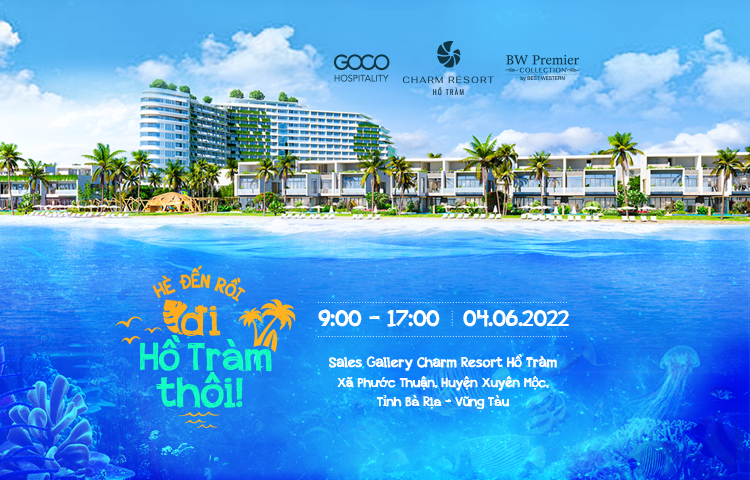 GOCO
HOSPITALITY
CHARM RESORT
HỒ TRÀM
BW Premier
COLLECTION
by BEST WESTERN
HÈ ĐẾN RỒI
đi
Hồ Tràm
thôi!
9:00 - 17:00 04.06.2022
Sales Gallery Charm Resort Hồ Tràm
Xã Phước Thuận, Huyện Xuyên Mộc,
Tỉnh Bà Rịa - Vũng Tàu